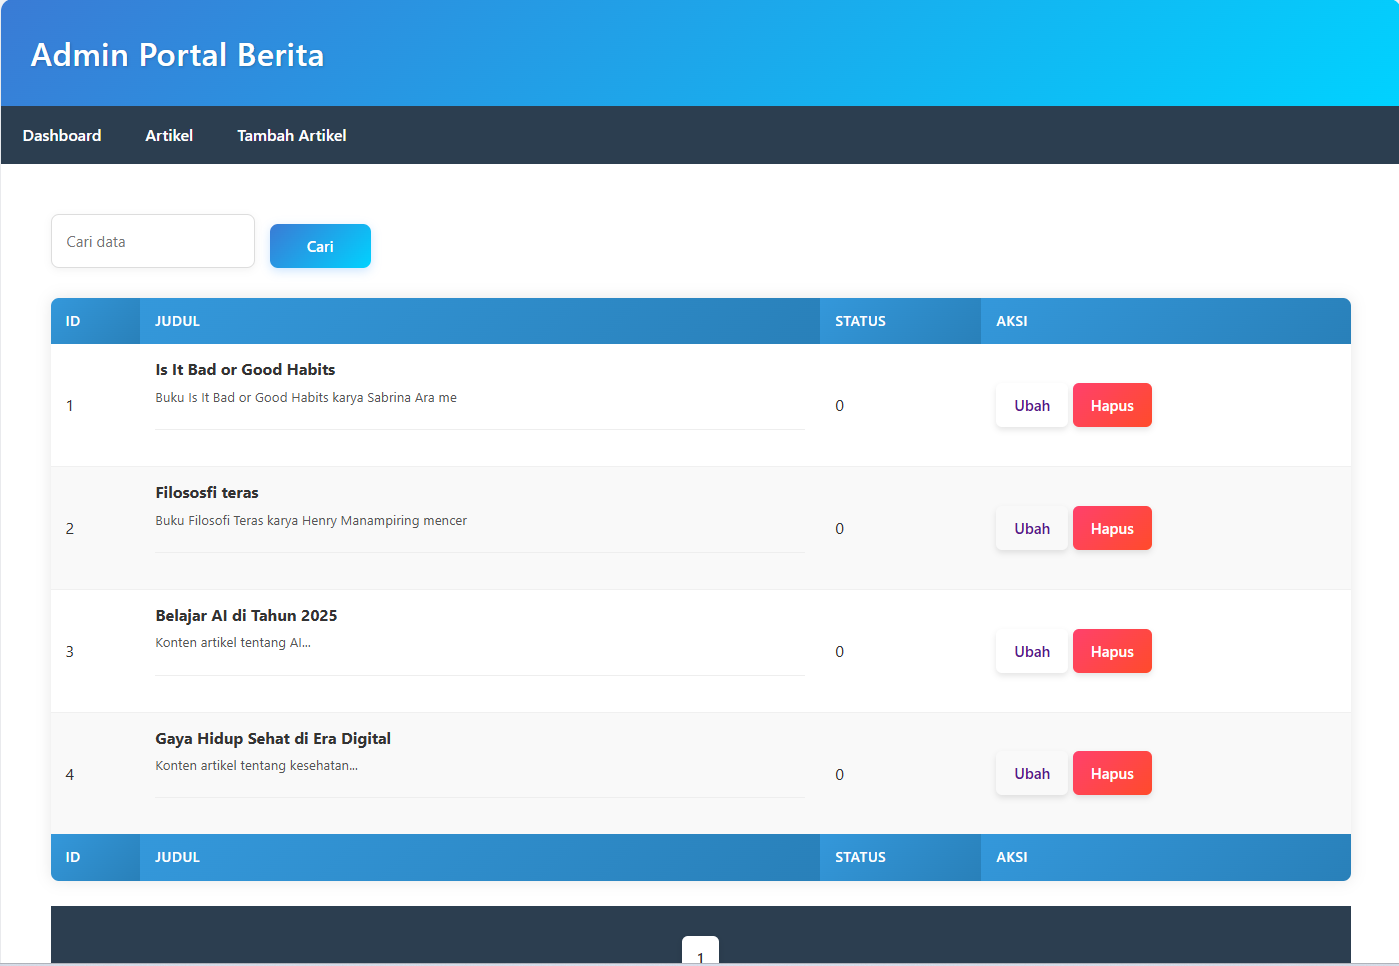 Admin Portal Berita
Dashboard Artikel Tambah Artikel
Cari data Cari
ID JUDUL STATUS AKSI
Is It Bad or Good Habits
Buku Is It Bad or Good Habits karya Sabrina Ara me
1 0 Ubah Hapus
Filososfi teras
Buku Filosofi Teras karya Henry Manampiring mencer
2 0 Ubah Hapus
Belajar AI di Tahun 2025
Konten artikel tentang AI...
3 0 Ubah Hapus
Gaya Hidup Sehat di Era Digital
Konten artikel tentang kesehatan...
4 0 Ubah Hapus
ID JUDUL STATUS AKSI
1